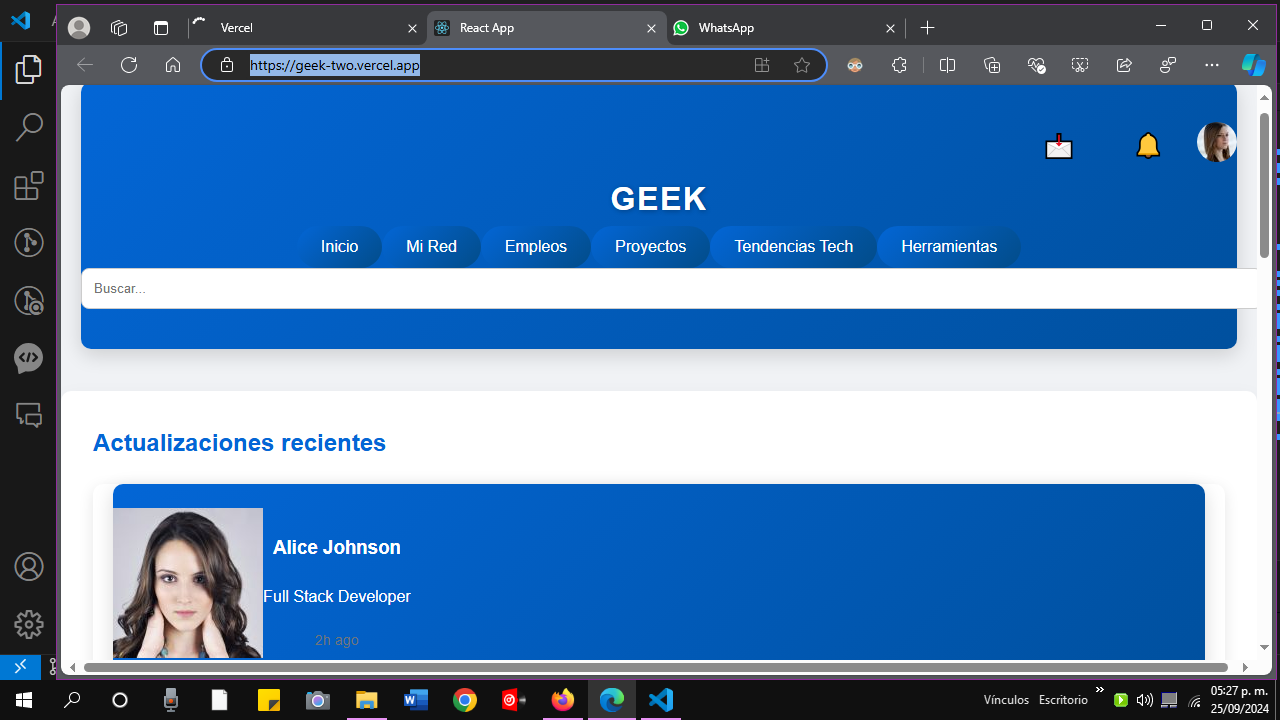 Vercel
React App
WhatsApp
https://geek-two.vercel.app
GEEK
Inicio
Mi Red
Empleos
Proyectos
Tendencias Tech
Herramientas
Buscar...
Actualizaciones recientes
Alice Johnson
Full Stack Developer
2h ago
Vínculos
Escritorio
05:27 p. m.
25/09/2024